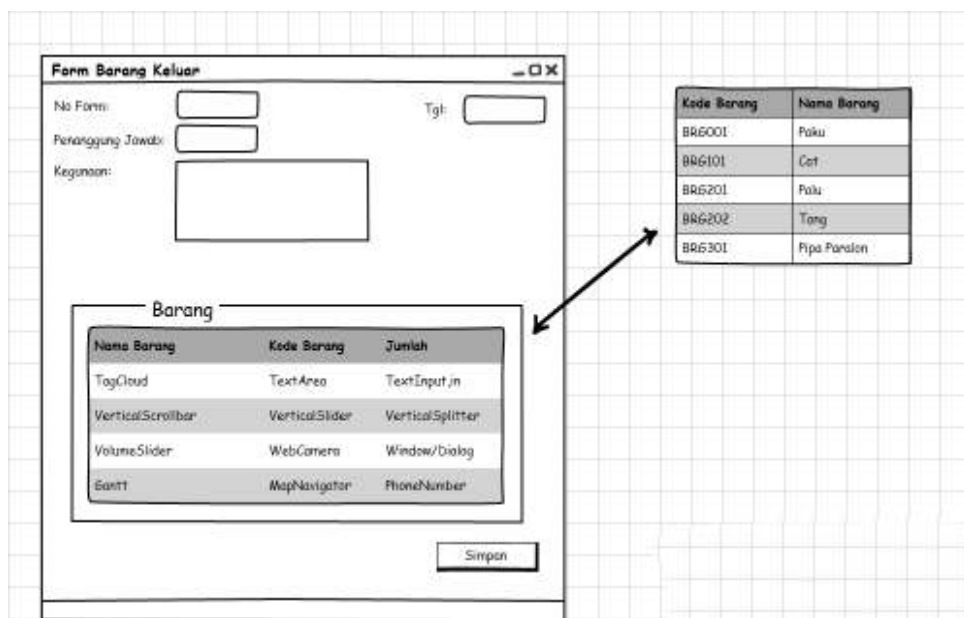 Form Barang Keluar
No Form:
Tgl:
Penanggung Jawab:
Kegunaan:
Barang
Nama Barang Kode Barang Jumlah
TagCloud TextArea TextInput,in
VerticalScrollbar VerticalSlider VerticalSplitter
VolumeSlider WebCamera Window/Dialog
Gantt MapNavigator PhoneNumber
Simpan
Kode Barang Nama Barang
BRG001 Paku
BRG101 Cat
BRG201 Palu
BRG202 Tang
BRG301 Pipa Paralon